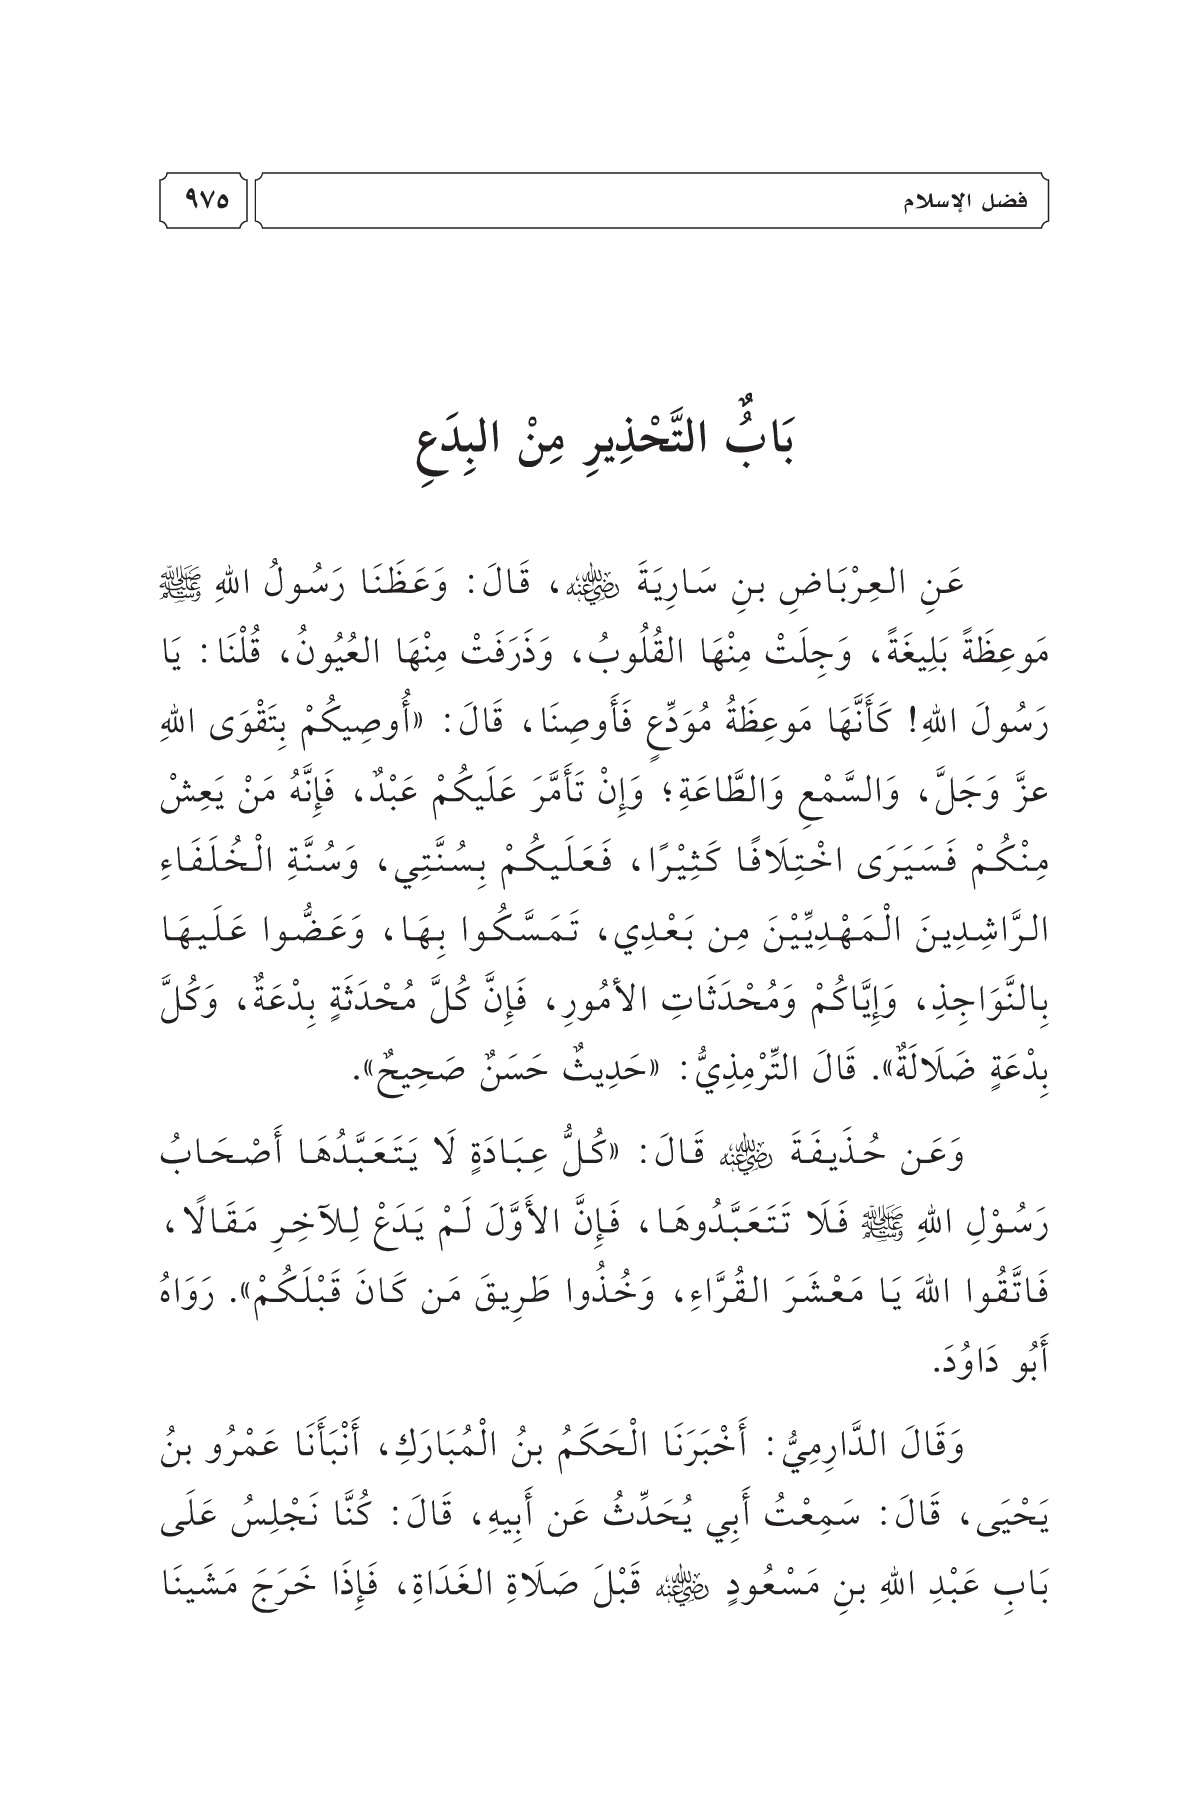 فضل الإسلام
٩٧٥
بَابٌُ التَّحْذِيرِ مِنْ البِدَعِ
عَنِ العِرْبَاضِ بنِ سَارِيَةَ رضي الله عنه، قَالَ: وَعَظَنَا رَسُولُ اللهِ ﷺ
مَوعِظَةً بَلِيغَةً، وَجِلَتْ مِنْهَا القُلُوبُ، وَذَرَفَتْ مِنْهَا العُيُونُ، قُلْنَا: يَا
رَسُولَ اللهِ! كَأَنَّهَا مَوعِظَةُ مُوَدِّعٍ فَأَوصِنَا، قَالَ: «أُوصِيكُمْ بِتَقْوَى اللهِ
عزَّ وَجَلَّ، وَالسَّمْعِ وَالطَّاعَةِ؛ وَإِنْ تَأَمَّرَ عَلَيكُمْ عَبْدٌ، فَإِنَّهُ مَنْ يَعِشْ
مِنْكُمْ فَسَيَرَى اخْتِلَافًا كَثِيْرًا، فَعَلَيكُمْ بِسُنَّتِي، وَسُنَّةِ الْخُلَفَاءِ
الرَّاشِدِينَ الْمَهْدِيِّيْنَ مِن بَعْدِي، تَمَسَّكُوا بِهَا، وَعَضُّوا عَلَيهَا
بِالنَّوَاجِذِ، وَإِيَّاكُمْ وَمُحْدَثَاتِ الأمُورِ، فَإِنَّ كُلَّ مُحْدَثَةٍ بِدْعَةٌ، وَكُلَّ
بِدْعَةٍ ضَلَالَةٌ». قَالَ التِّرْمِذِيُّ: «حَدِيثٌ حَسَنٌ صَحِيحٌ».
وَعَن حُذَيفَةَ رضي الله عنه قَالَ: «كُلُّ عِبَادَةٍ لَا يَتَعَبَّدُهَا أَصْحَابُ
رَسُوْلِ اللهِ ﷺ فَلَا تَتَعَبَّدُوهَا، فَإِنَّ الأَوَّلَ لَمْ يَدَعْ لِلآخِرِ مَقَالًا،
فَاتَّقُوا اللهَ يَا مَعْشَرَ القُرَّاءِ، وَخُذُوا طَرِيقَ مَن كَانَ قَبْلَكُمْ». رَوَاهُ
أَبُو دَاوُدَ.
وَقَالَ الدَّارِمِيُّ: أَخْبَرَنَا الْحَكَمُ بنُ الْمُبَارَكِ، أَنْبَأَنَا عَمْرُو بنُ
يَحْيَى، قَالَ: سَمِعْتُ أَبِي يُحَدِّثُ عَن أَبِيهِ، قَالَ: كُنَّا نَجْلِسُ عَلَى
بَابِ عَبْدِ اللهِ بنِ مَسْعُودٍ رضي الله عنه قَبْلَ صَلَاةِ الغَدَاةِ، فَإِذَا خَرَجَ مَشَينَا